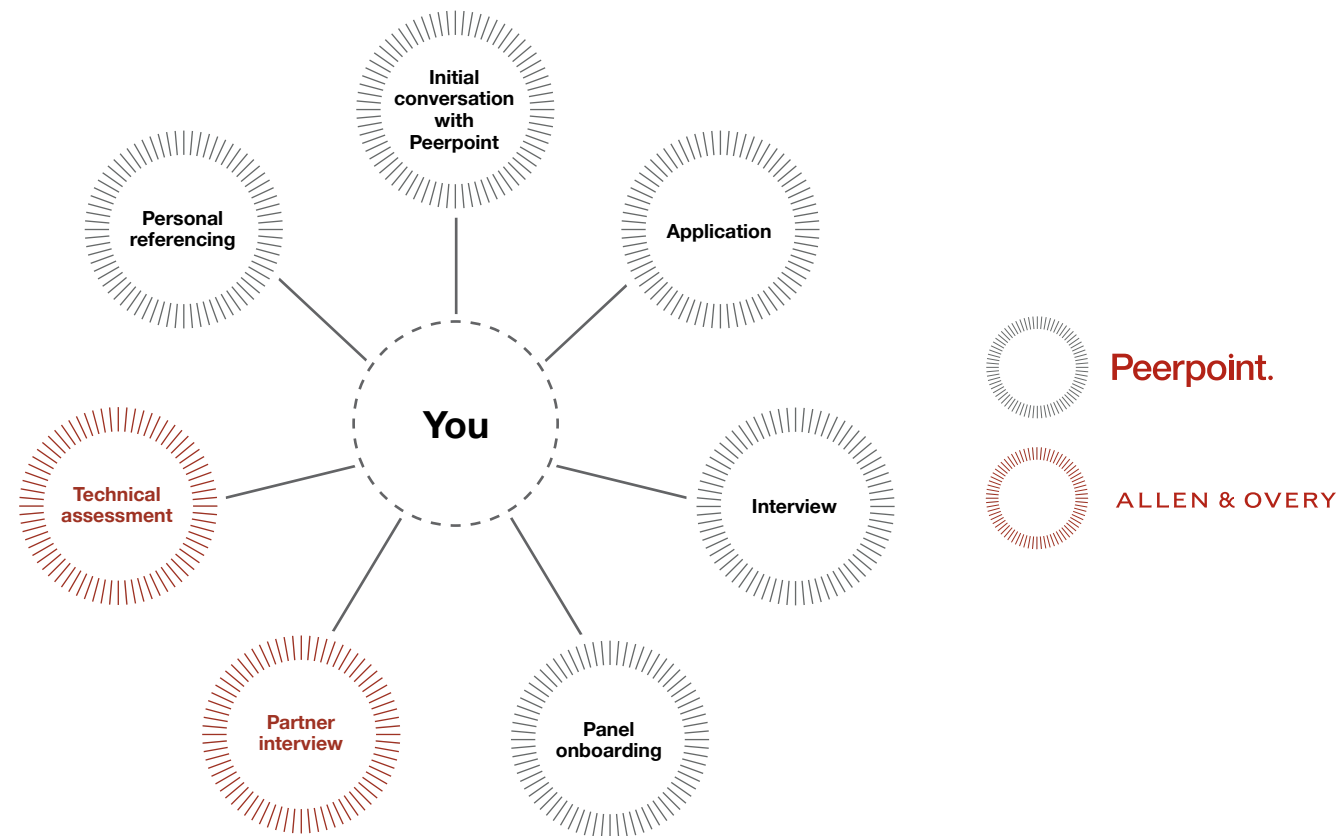 Initial
conversation
with
Peerpoint
Personal
referencing
Application
You
Peerpoint.
Technical
assessment
Interview
ALLEN & OVERY
Partner
interview
Panel
onboarding